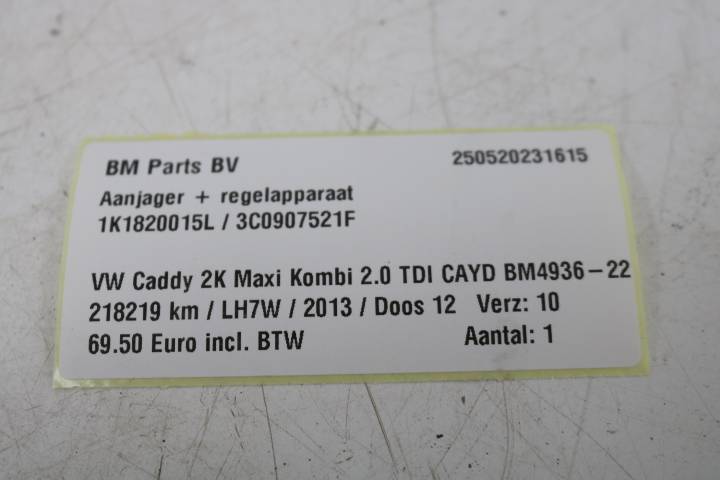 BM Parts BV 250520231615
Aanjager + regelapparaat
1K1820015L / 3C0907521F
VW Caddy 2K Maxi Kombi 2.0 TDI CAYD BM4936-22
218219 km / LH7W / 2013 / Doos 12 Verz: 10
69.50 Euro incl. BTW Aantal: 1